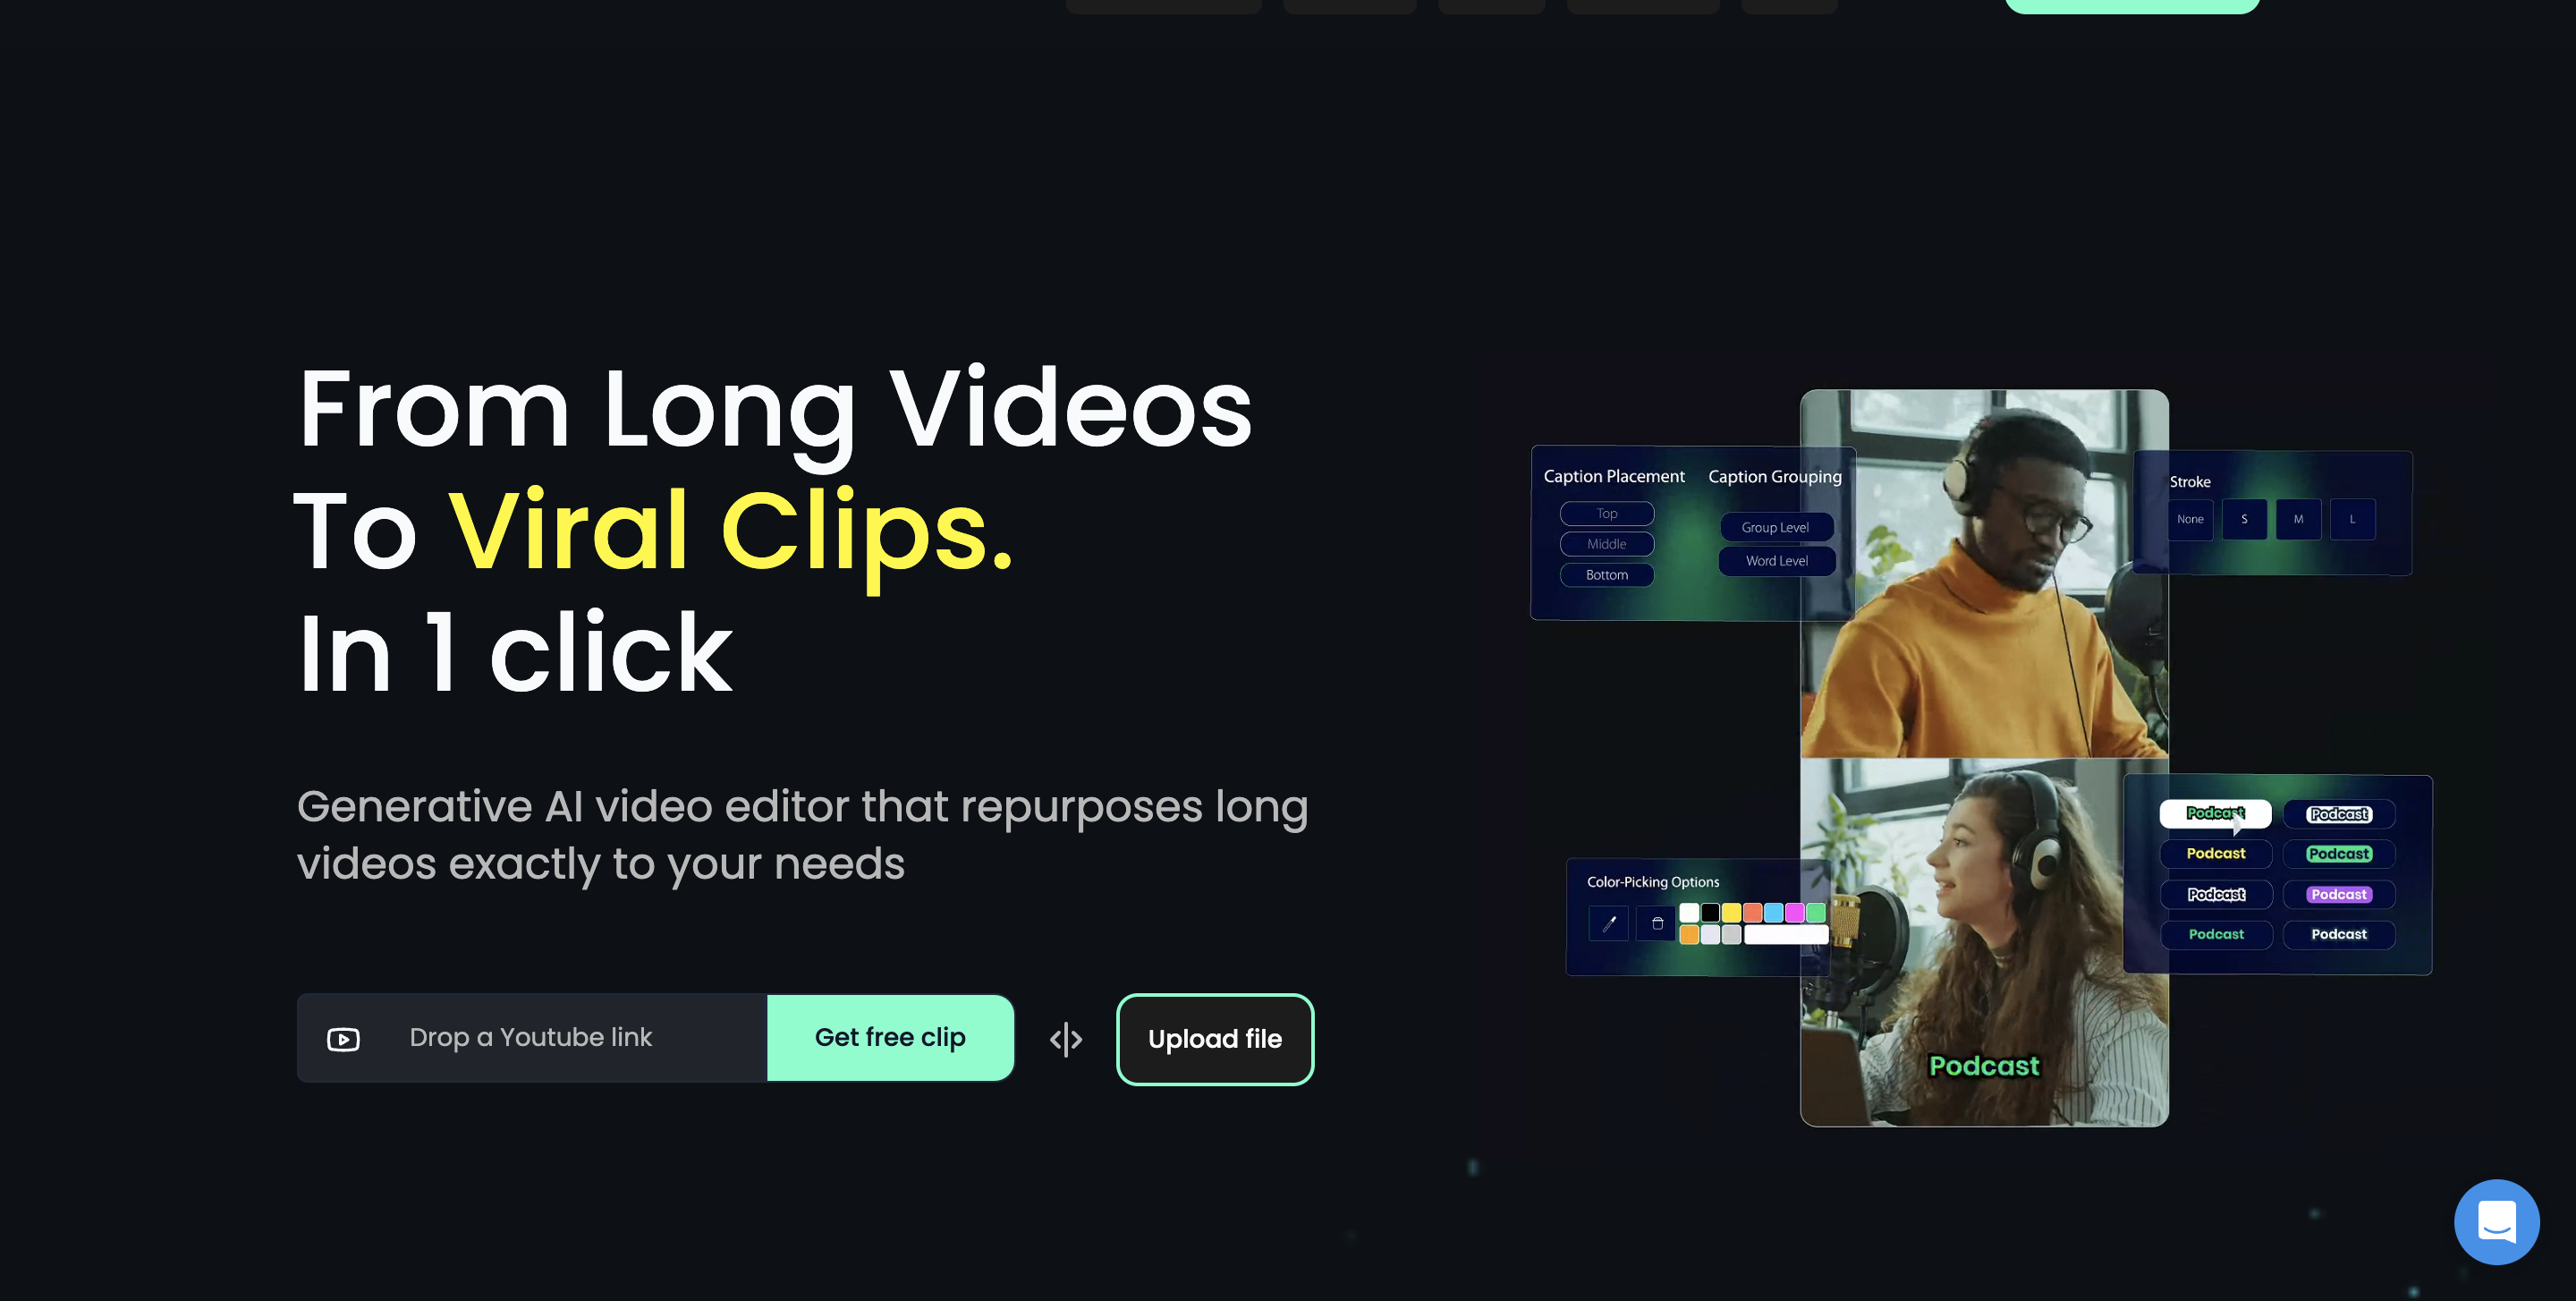 From Long Videos
To Viral Clips.
In 1 click
Generative AI video editor that repurposes long
videos exactly to your needs
Drop a Youtube link
Get free clip
Upload file
Caption Placement
Top
Middle
Bottom
Caption Grouping
Group Level
Word Level
Stroke
None S M L
Color-Picking Options
Podcast Podcast
Podcast Podcast
Podcast Podcast
Podcast Podcast
Podcast